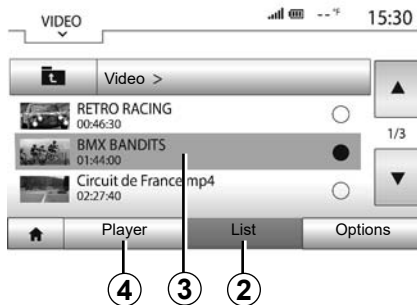 VIDEO
--°F
15:30
Video >
RETRO RACING
00:46:30
1/3
BMX BANDITS
01:44:00
Circuit de France mp4
02:27:40
Player
List
Options
4
3
2